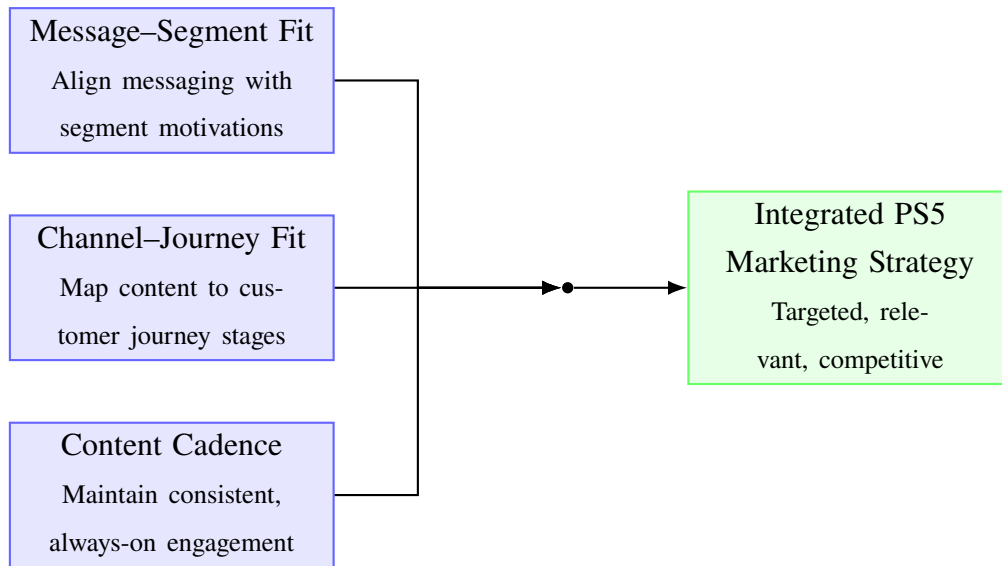 Message–Segment Fit
Align messaging with
segment motivations
Channel–Journey Fit
Map content to cus-
tomer journey stages
Content Cadence
Maintain consistent,
always-on engagement
Integrated PS5
Marketing Strategy
Targeted, rele-
vant, competitive